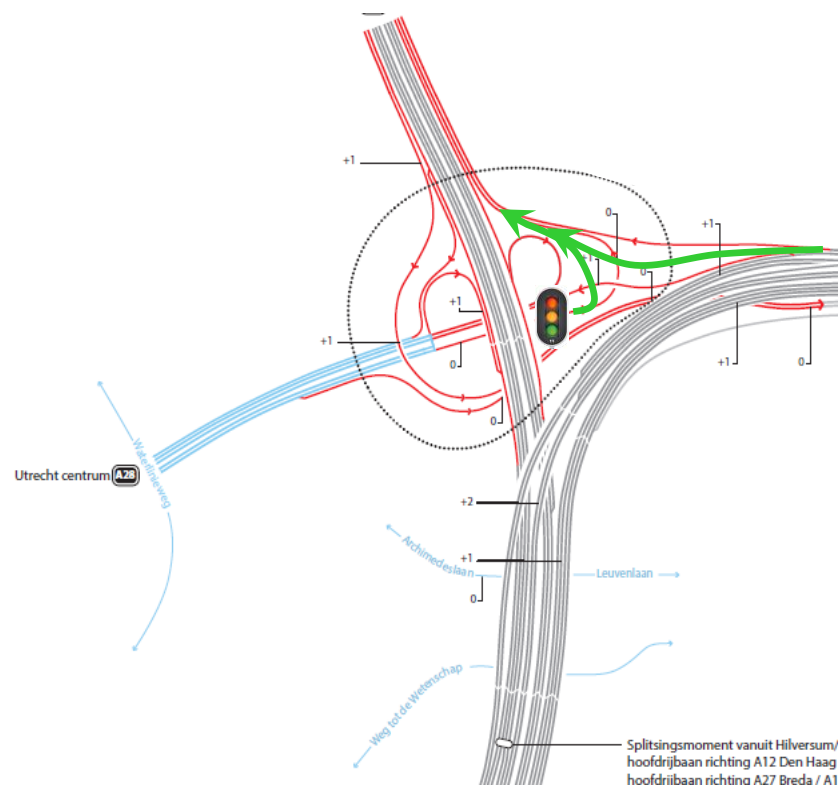 +1
0
+1
0
+1
+1
+1
0
+1
0
0
Waterlinieweg
Utrecht centrum A28
+2
Archimedeslaan
+1
Leuvenlaan
0
Weg tot de Wetenschap
Splitsingsmoment vanuit Hilversum/
hoofdrijbaan richting A12 Den Haag
hoofdrijbaan richting A27 Breda / A1